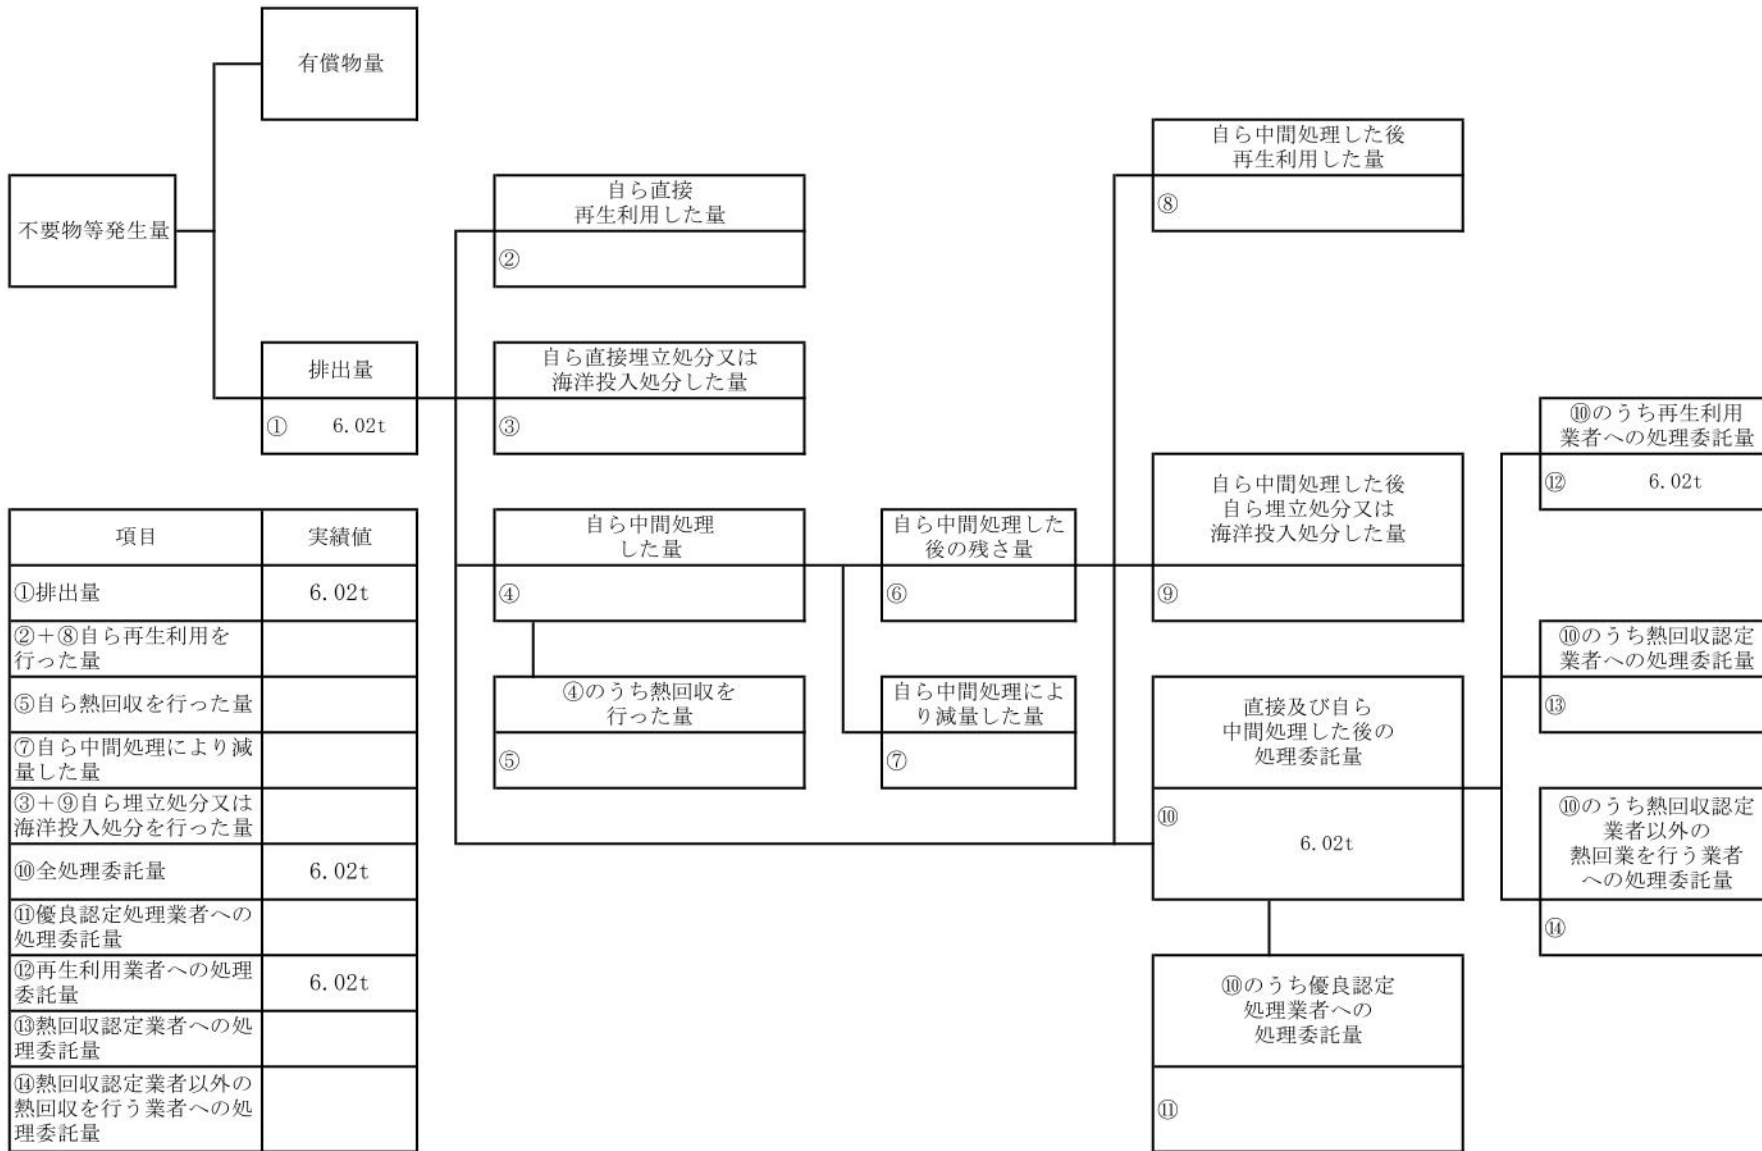 有償物量
不要物等発生量
排出量
① 6.02t
自ら直接
再生利用した量
②
自ら直接埋立処分又は
海洋投入処分した量
③
自ら中間処理
した量
④
④のうち熱回収を
行った量
⑤
自ら中間処理した
後の残さ量
⑥
自ら中間処理によ
り減量した量
⑦
自ら中間処理した後
再生利用した量
⑧
自ら中間処理した後
自ら埋立処分又は
海洋投入処分した量
⑨
直接及び自ら
中間処理した後の
処理委託量
⑩
6.02t
⑩のうち優良認定
処理業者への
処理委託量
⑪
⑩のうち再生利用
業者への処理委託量
⑫ 6.02t
⑩のうち熱回収認定
業者への処理委託量
⑬
⑩のうち熱回収認定
業者以外の
熱回業を行う業者
への処理委託量
⑭
項目 実績値
①排出量 6.02t
②+⑧自ら再生利用を
行った量
⑤自ら熱回収を行った量
⑦自ら中間処理により減
量した量
③+⑨自ら埋立処分又は
海洋投入処分を行った量
⑩全処理委託量 6.02t
⑪優良認定処理業者への
処理委託量
⑫再生利用業者への処理
委託量 6.02t
⑬熱回収認定業者への処
理委託量
⑭熱回収認定業者以外の
熱回収を行う業者への処
理委託量